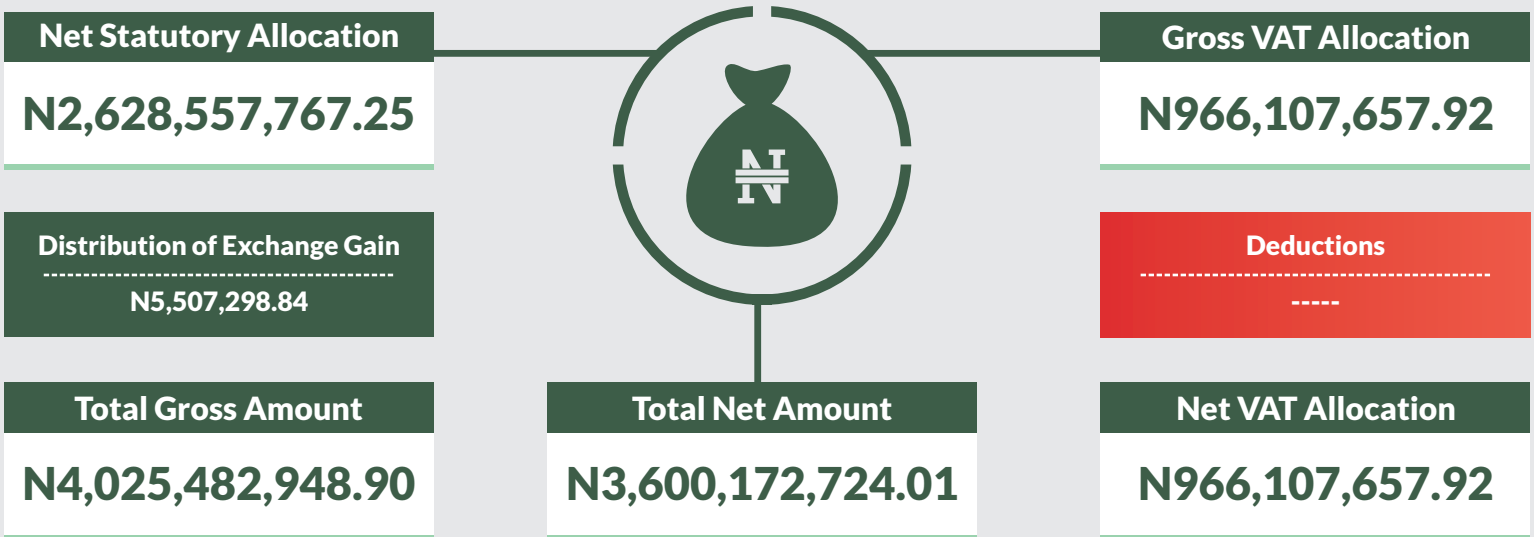 Net Statutory Allocation
N2,628,557,767.25
Gross VAT Allocation
N966,107,657.92
₦
Distribution of Exchange Gain
-------------------------------------------
N5,507,298.84
Deductions
-------------------------------------------
-----
Total Gross Amount
N4,025,482,948.90
Total Net Amount
N3,600,172,724.01
Net VAT Allocation
N966,107,657.92